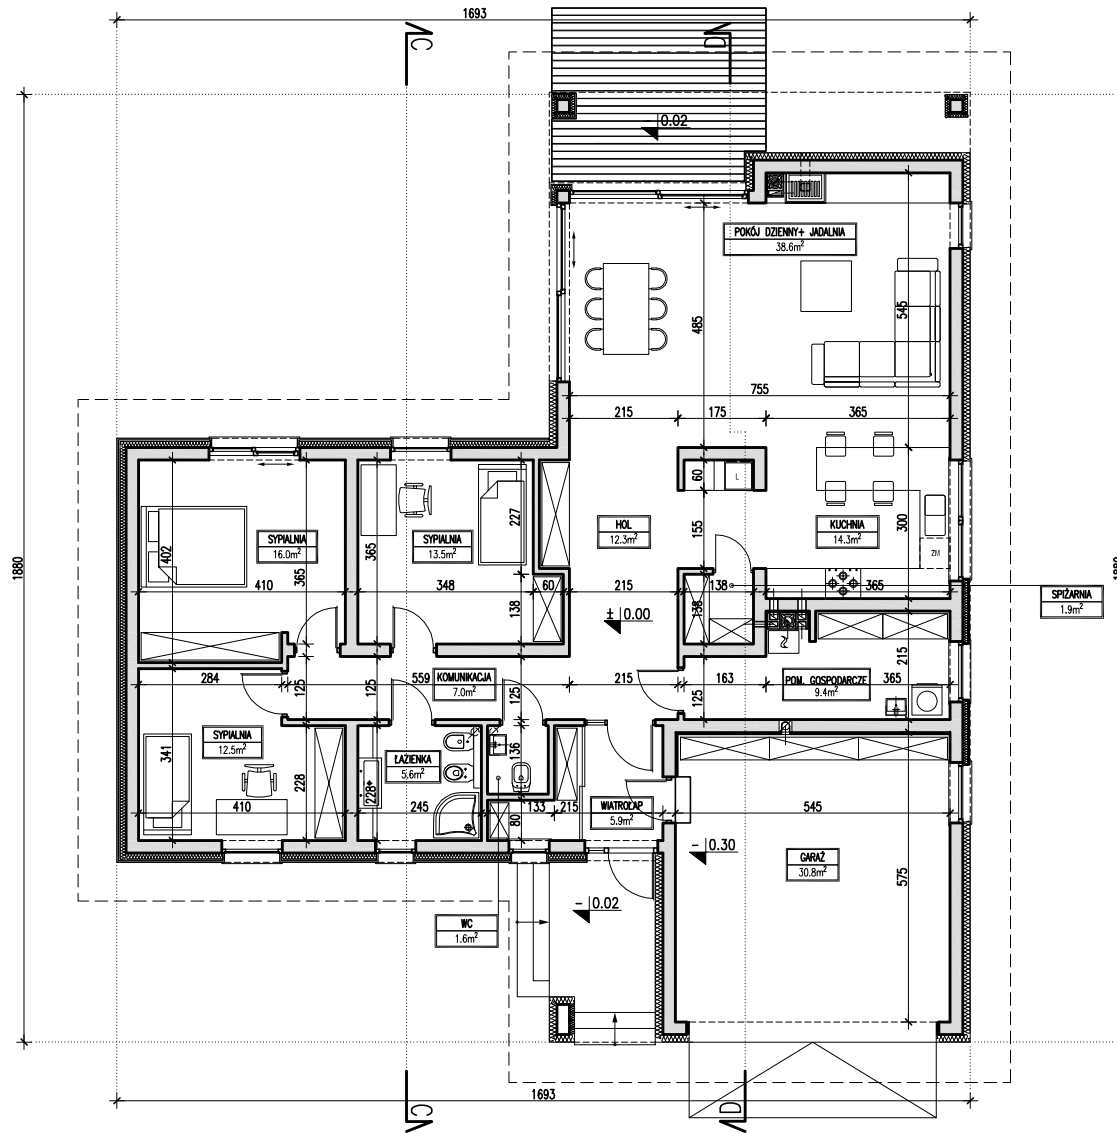 1693
C
D
0.02
1880
POKÓJ DZIENNY+ JADALNIA
38.6m²
545
485
755
215
175
365
60
L
227
SYPIALNIA
16.0m²
SYPIALNIA
13.5m²
HOL
12.3m²
KUCHNIA
14.3m²
155
300
ZM
402
365
365
410
348
60
215
138
365
138
138
± 0.00
SPIŻARNIA
1.9m²
1880
284
125
125
559
KOMUNIKACJA
7.0m²
125
215
163
125
POM. GOSPODARCZE
9.4m²
365
215
SYPIALNIA
12.5m²
341
228
ŁAZIENKA
5.6m²
228+
136
410
245
133
215
80
WIATROŁAP
5.9m²
545
- 0.30
GARAŻ
30.8m²
575
- 0.02
WC
1.6m²
1693
C
D